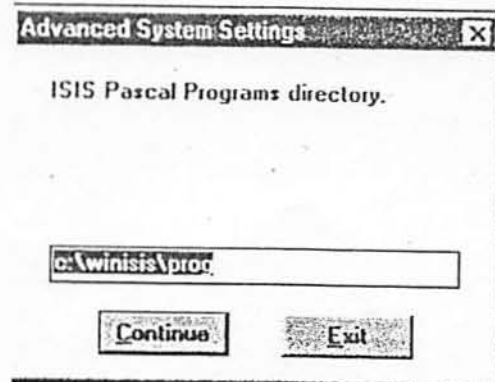 Advanced System Settings
ISIS Pascal Programs directory.
c:\winisis\prog
Continue
Exit